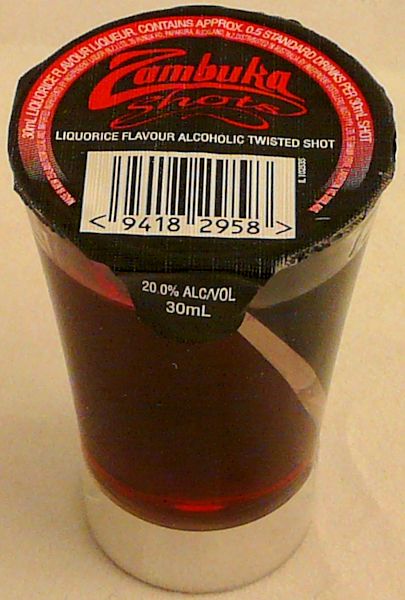 30ml LIQUORICE FLAVOUR LIQUEUR. CONTAINS APPROX. 0.5 STANDARD DRINKS PER 30ml SHOT
Zambuka
Shots
LIQUORICE FLAVOUR ALCOHOLIC TWISTED SHOT
< 9418 2958 >
20.0% ALC/VOL
30mL